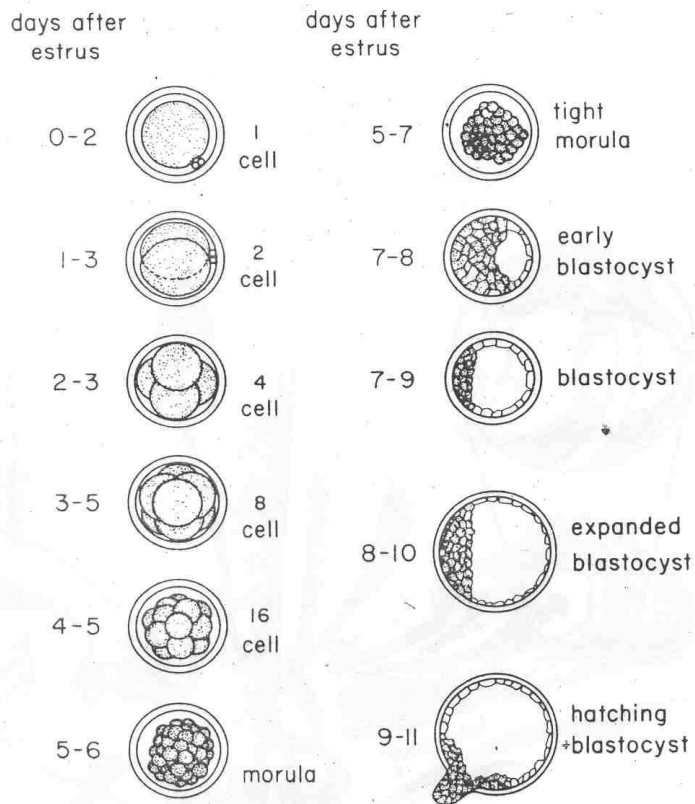 days after
estrus
0-2
1
cell
1-3
2
cell
2-3
4
cell
3-5
8
cell
4-5
16
cell
5-6
morula
days after
estrus
5-7
tight
morula
7-8
early
blastocyst
7-9
blastocyst
8-10
expanded
blastocyst
9-11
hatching
blastocyst